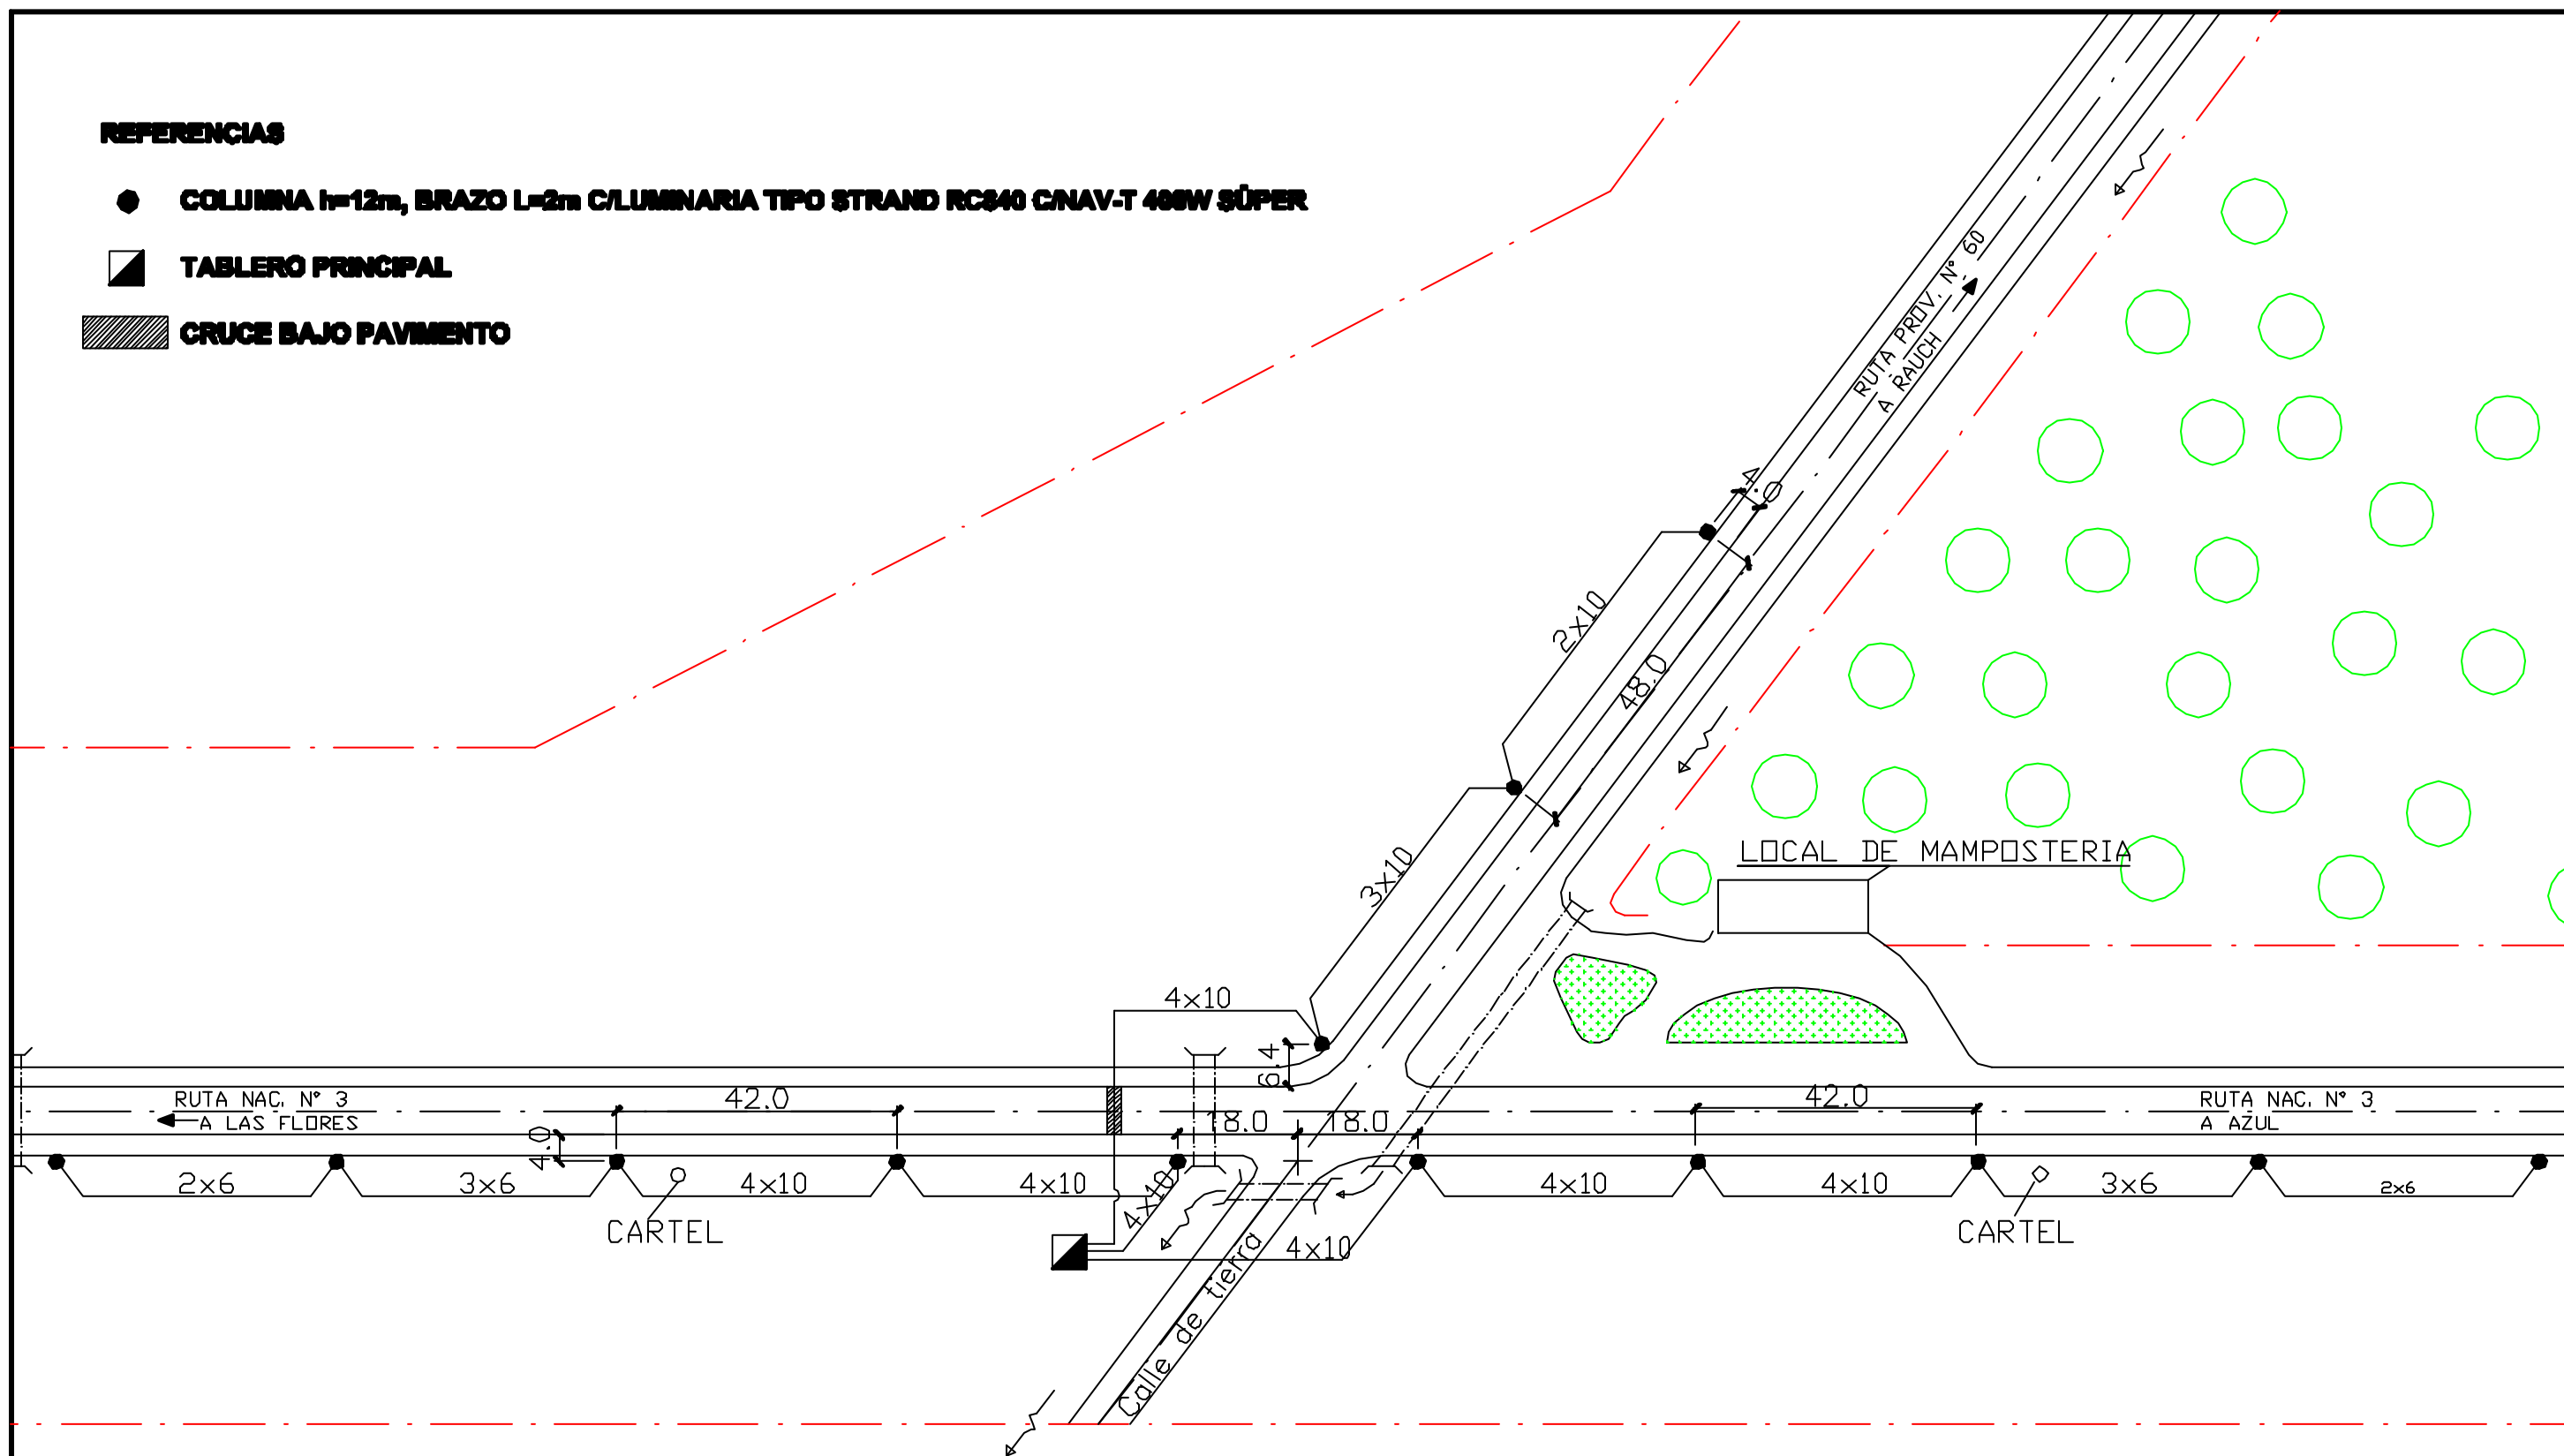 REFERENCIAS
COLUMNA h=12m, BRAZO L=2m C/LUMINARIA TIPO STRAND RC540 C/NAV-T 400W SÚPER
TABLERO PRINCIPAL
CRUCE BAJO PAVIMENTO
RUTA PROV. N° 60
A RAUCH
4.0
2x10
48.0
3x10
LOCAL DE MAMPOSTERIA
4x10
6.4
RUTA NAC. N° 3
A LAS FLORES
42.0
18.0
18.0
42.0
RUTA NAC. N° 3
A AZUL
4.0
2x6
3x6
4x10
4x10
4x10
4x10
4x10
3x6
2x6
CARTEL
4x10
CARTEL
Calle de tierra